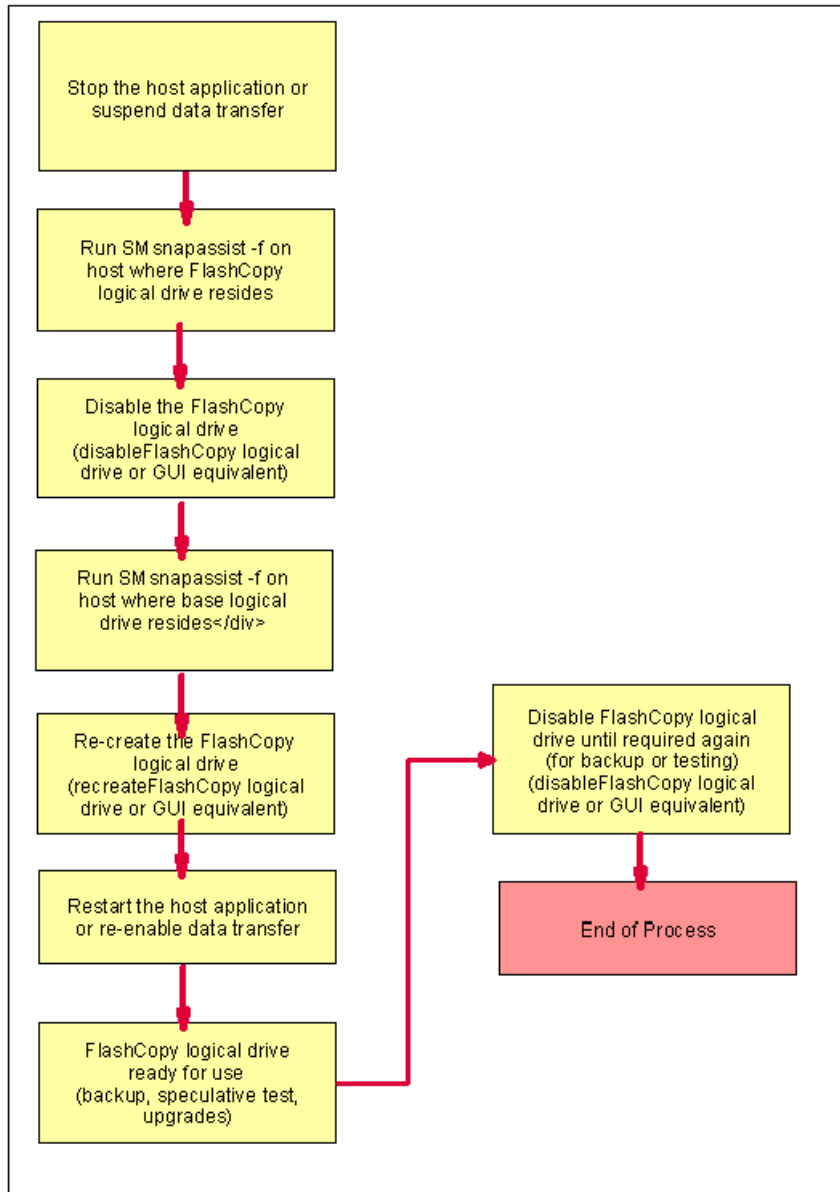 Stop the host application or
suspend data transfer
Run SMsnapassist -f on
host where FlashCopy
logical drive resides
Disable the FlashCopy
logical drive
(disableFlashCopy logical
drive or GUI equivalent)
Run SMsnapassist -f on
host where base logical
drive resides</div>
Re-create the FlashCopy
logical drive
(recreateFlashCopy logical
drive or GUI equivalent)
Restart the host application
or re-enable data transfer
FlashCopy logical drive
ready for use
(backup, speculative test,
upgrades)
Disable FlashCopy logical
drive until required again
(for backup or testing)
(disableFlashCopy logical
drive or GUI equivalent)
End of Process